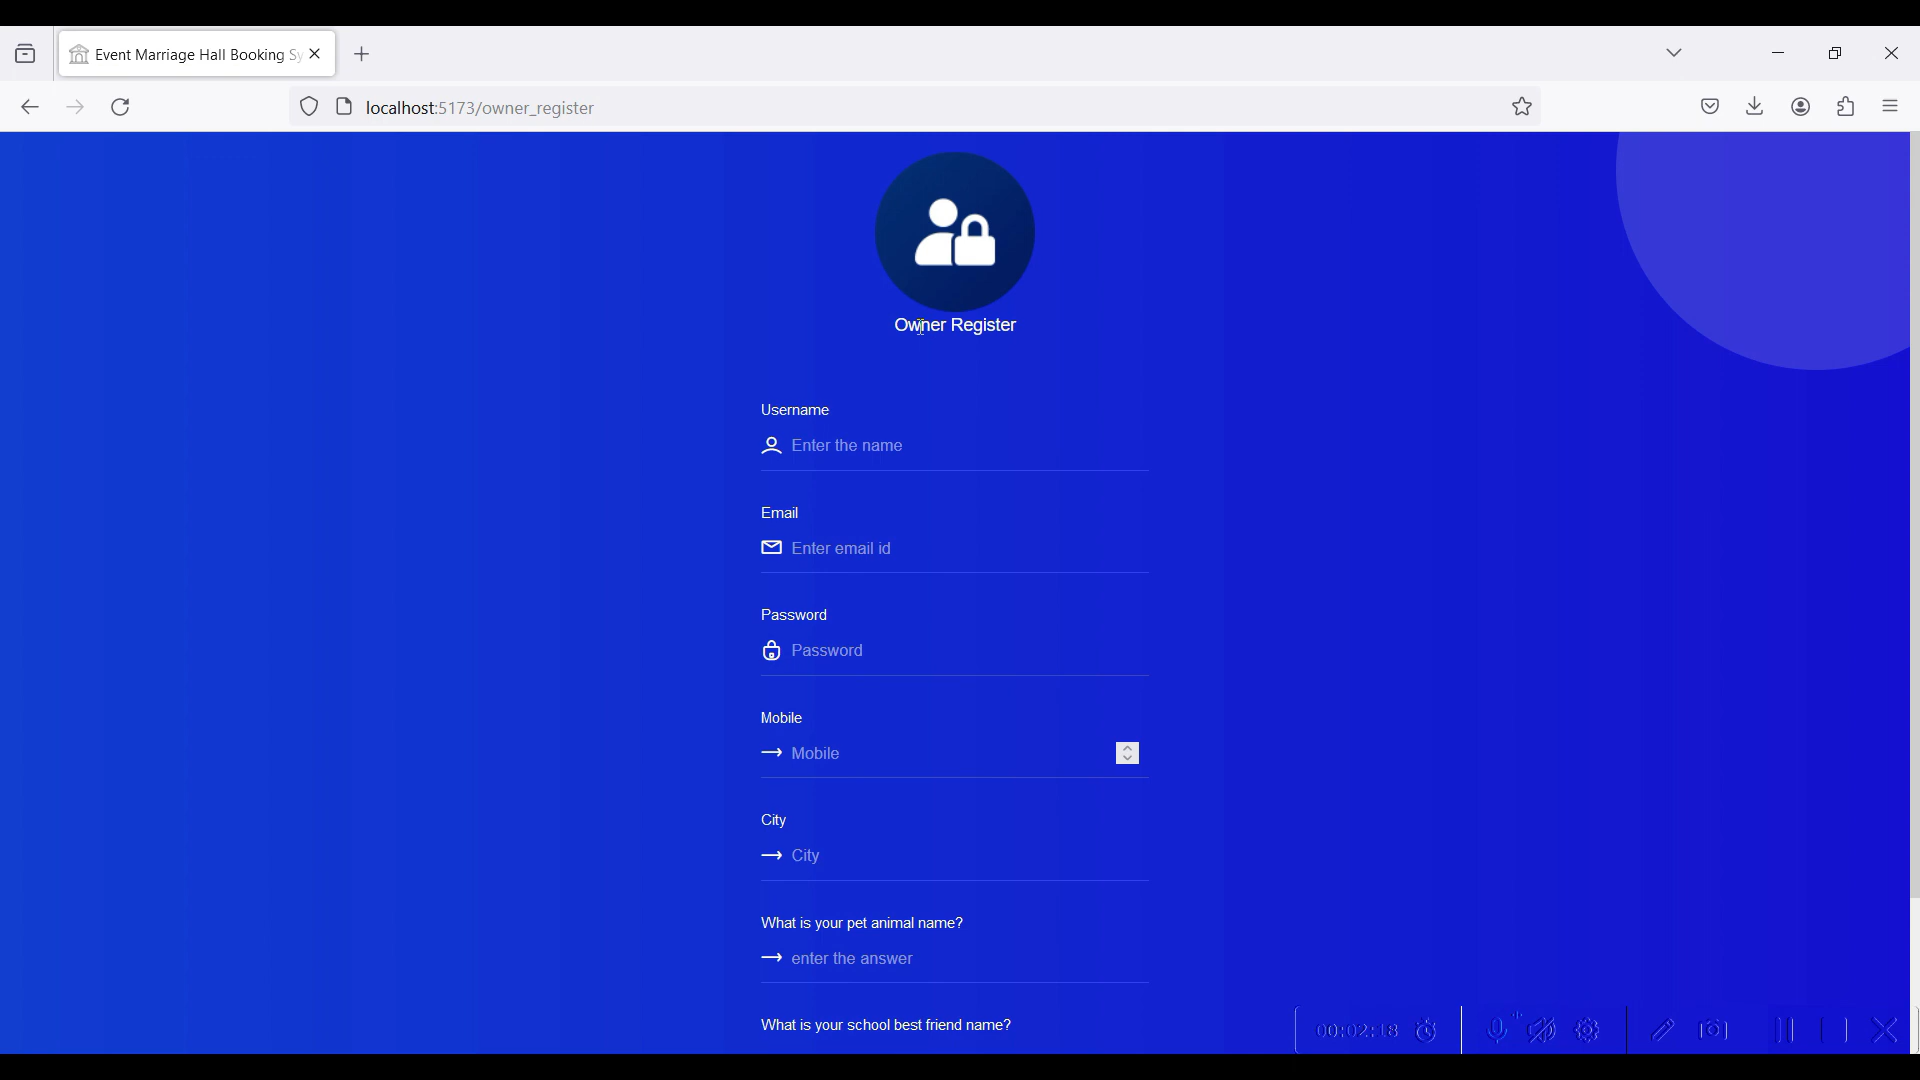 Event Marriage Hall Booking Sy
localhost:5173/owner_register
Owner Register
Username
Enter the name
Email
Enter email id
Password
Password
Mobile
Mobile
City
City
What is your pet animal name?
enter the answer
What is your school best friend name?
00:02:18